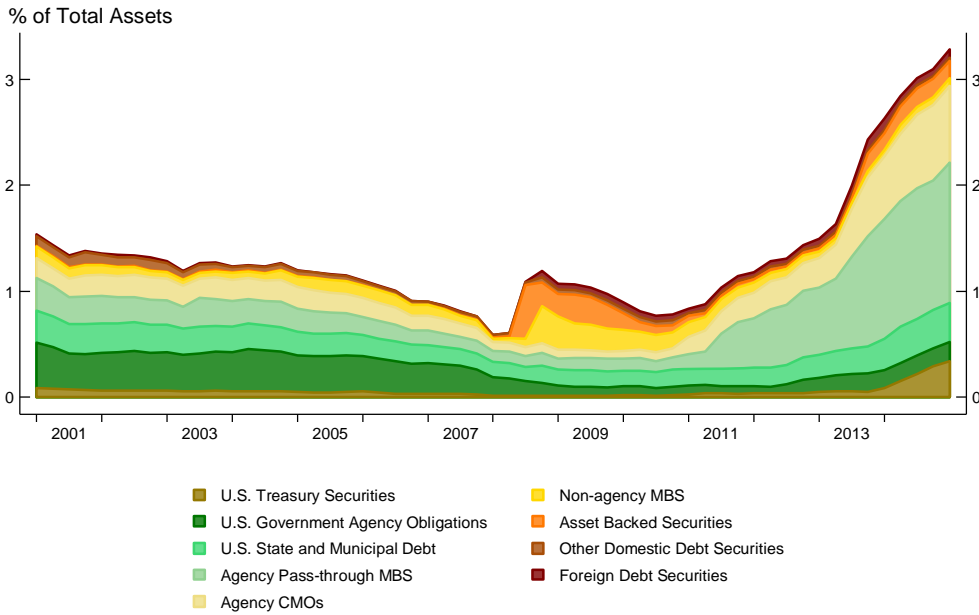 % of Total Assets
3 3
2 2
1 1
0 0
2001 2003 2005 2007 2009 2011 2013
U.S. Treasury Securities
U.S. Government Agency Obligations
U.S. State and Municipal Debt
Agency Pass-through MBS
Agency CMOs
Non-agency MBS
Asset Backed Securities
Other Domestic Debt Securities
Foreign Debt Securities